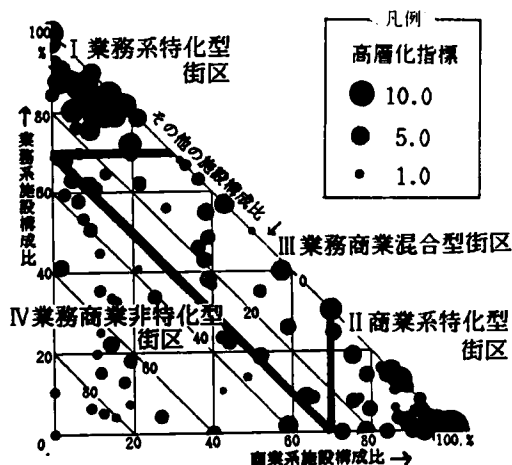 凡例
高層化指標
10.0
5.0
1.0
100
%
80
60
40
20
0
↑業務系施設構成比
Ⅰ業務系特化型
街区
その他の施設構成比→
Ⅲ業務商業混合型街区
0
20
40
60
80
Ⅳ業務商業非特化型
街区
Ⅱ商業系特化型
街区
20
40
60
80
100.%
商業系施設構成比→